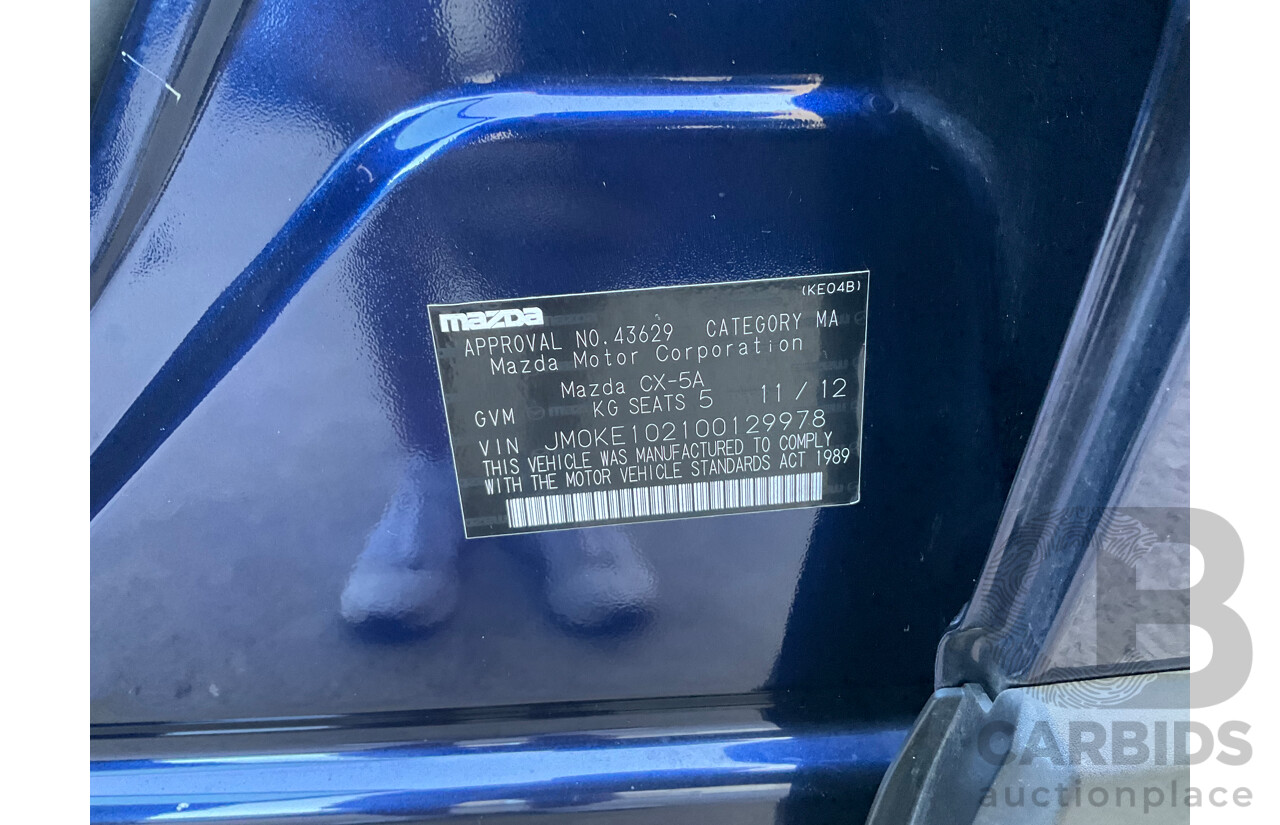 (KE04B)
mazda
APPROVAL NO.43629 CATEGORY MA
Mazda Motor Corporation
Mazda CX-5A
GVM KG SEATS 5 11/12
VIN JM0KE102100129978
THIS VEHICLE WAS MANUFACTURED TO COMPLY
WITH THE MOTOR VEHICLE STANDARDS ACT 1989
B
CARBIDS
auctionplace